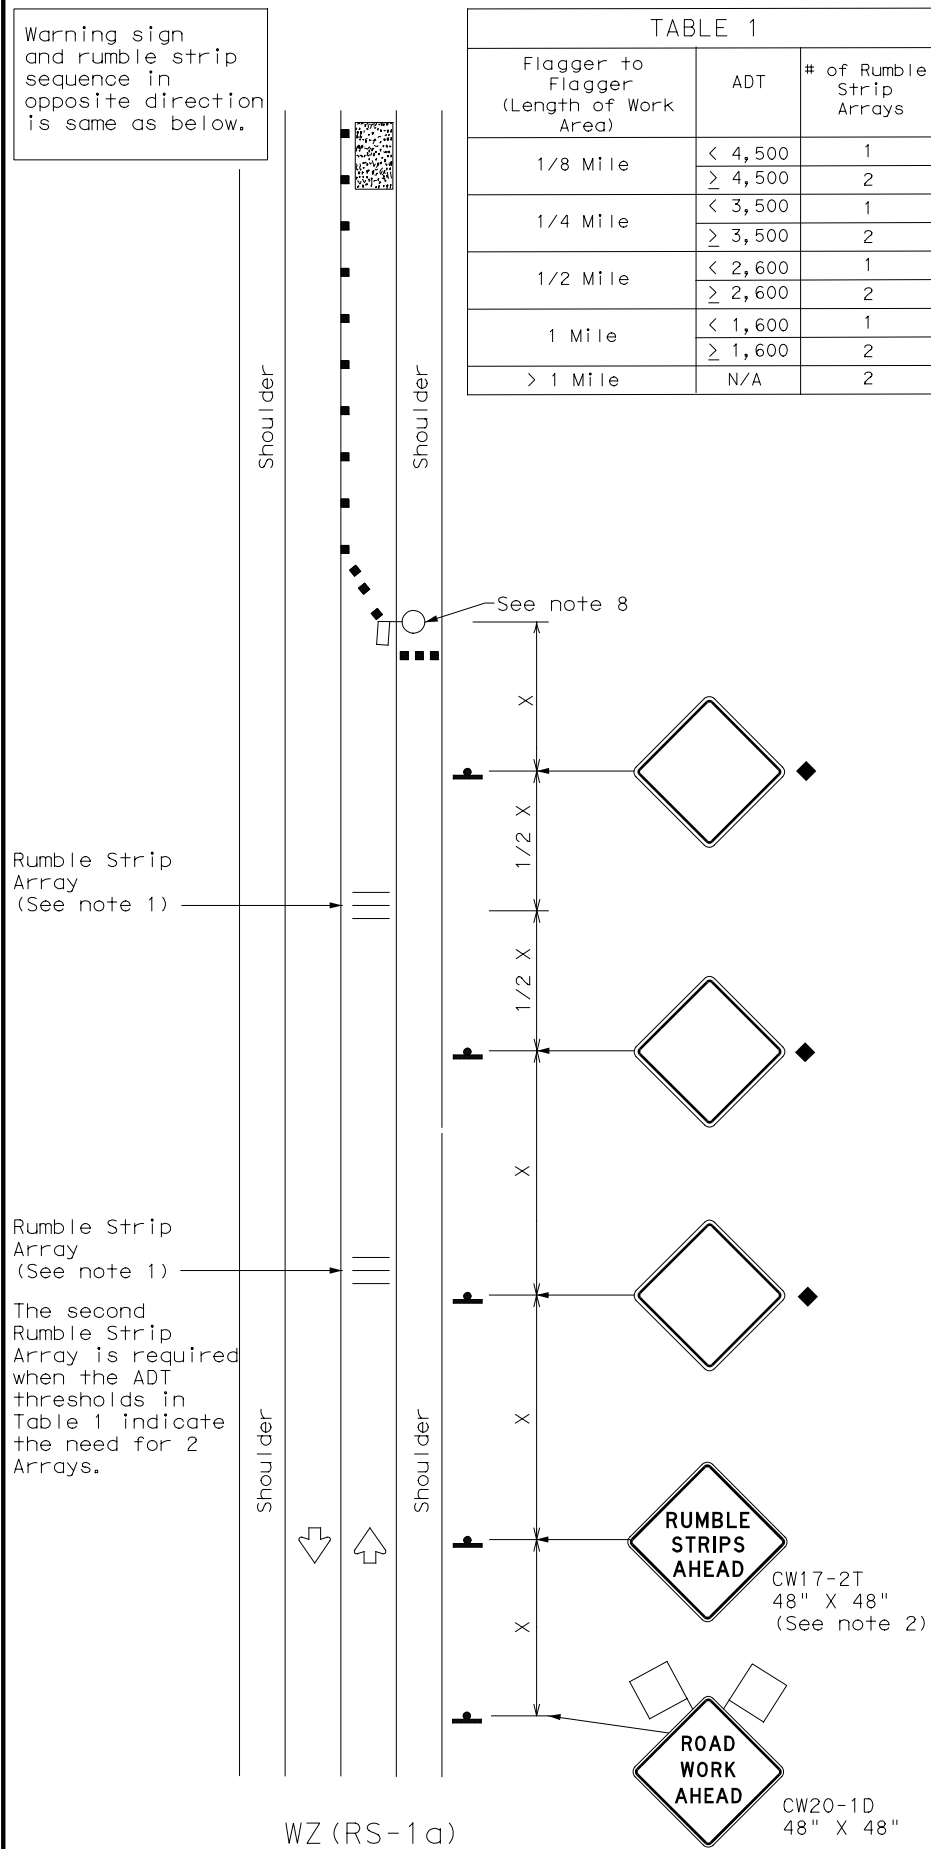 Warning sign
and rumble strip
sequence in
opposite direction
is same as below.
TABLE 1
Flagger to
Flagger
(Length of Work
Area)
ADT
# of Rumble
Strip
Arrays
1/8 Mile
< 4,500
1
≥ 4,500
2
1/4 Mile
< 3,500
1
≥ 3,500
2
1/2 Mile
< 2,600
1
≥ 2,600
2
1 Mile
< 1,600
1
≥ 1,600
2
> 1 Mile
N/A
2
Shoulder
Shoulder
See note 8
X
1/2 X
Rumble Strip
Array
(See note 1)
1/2 X
X
Rumble Strip
Array
(See note 1)
The second
Rumble Strip
Array is required
when the ADT
thresholds in
Table 1 indicate
the need for 2
Arrays.
Shoulder
Shoulder
X
RUMBLE
STRIPS
AHEAD
CW17-2T
48" X 48"
(See note 2)
X
ROAD
WORK
AHEAD
CW20-1D
48" X 48"
WZ(RS-1a)